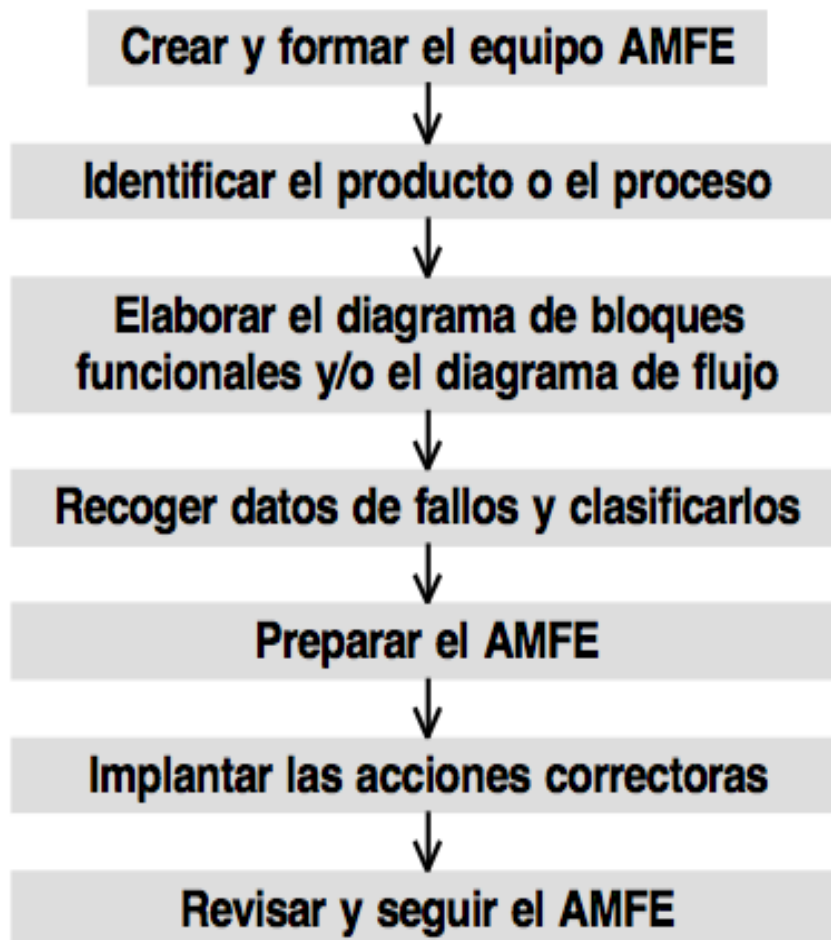 Crear y formar el equipo AMFE
Identificar el producto o el proceso
Elaborar el diagrama de bloques
funcionales y/o el diagrama de flujo
Recoger datos de fallos y clasificarlos
Preparar el AMFE
Implantar las acciones correctoras
Revisar y seguir el AMFE